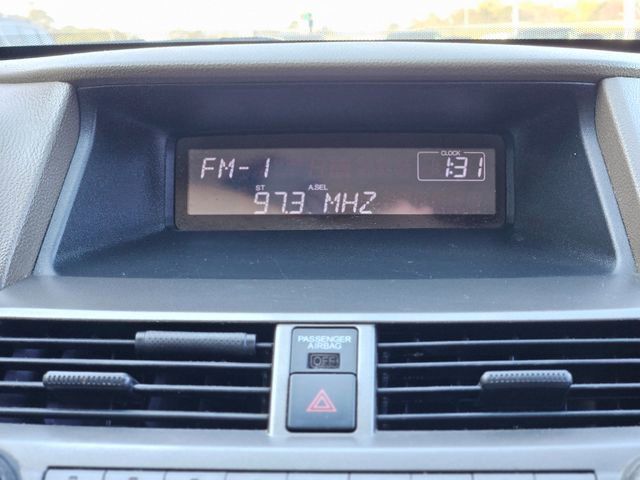 CLOCK
FM-1 1:31
ST A.SEL
97.3 MHZ
PASSENGER
AIRBAG
OFF